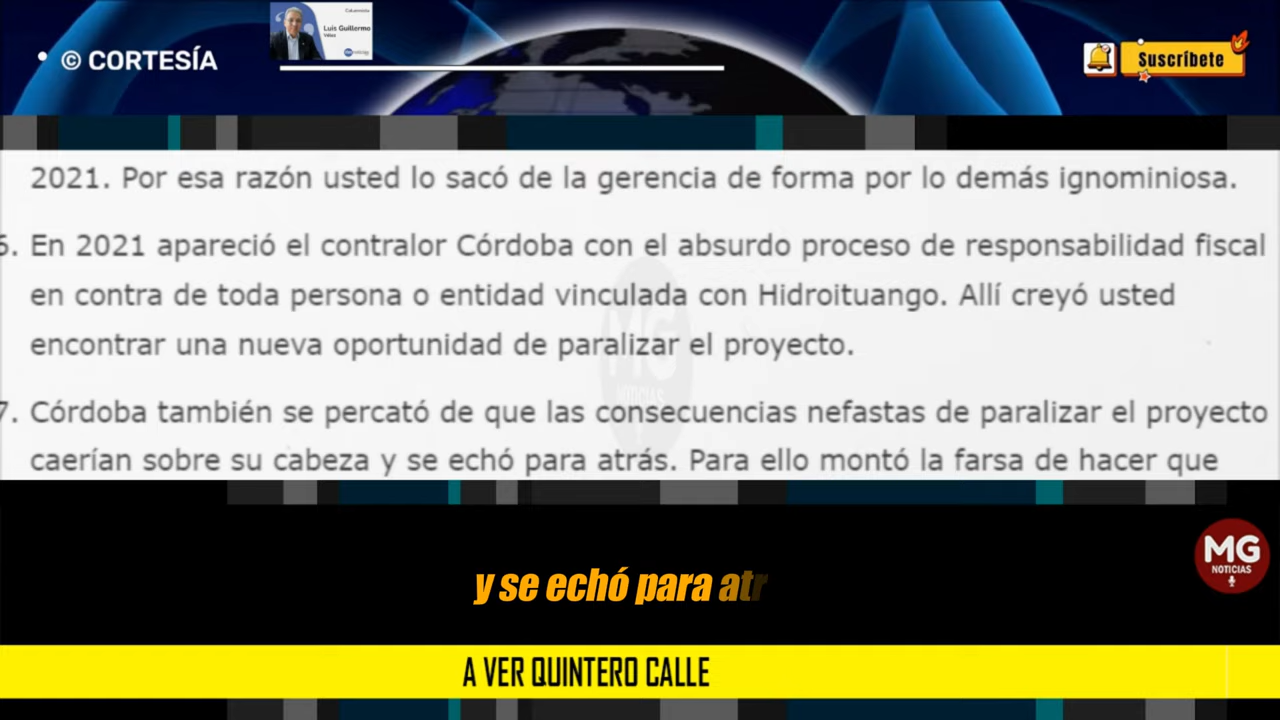 © CORTESÍA
Columnista
Luis Guillermo
Vélez
Suscríbete
2021. Por esa razón usted lo sacó de la gerencia de forma por lo demás ignominiosa.
6. En 2021 apareció el contralor Córdoba con el absurdo proceso de responsabilidad fiscal
en contra de toda persona o entidad vinculada con Hidroituango. Allí creyó usted
encontrar una nueva oportunidad de paralizar el proyecto.
7. Córdoba también se percató de que las consecuencias nefastas de paralizar el proyecto
caerían sobre su cabeza y se echó para atrás. Para ello montó la farsa de hacer que
MG
NOTICIAS
y se echó para atr
MG
NOTICIAS
A VER QUINTERO CALLE